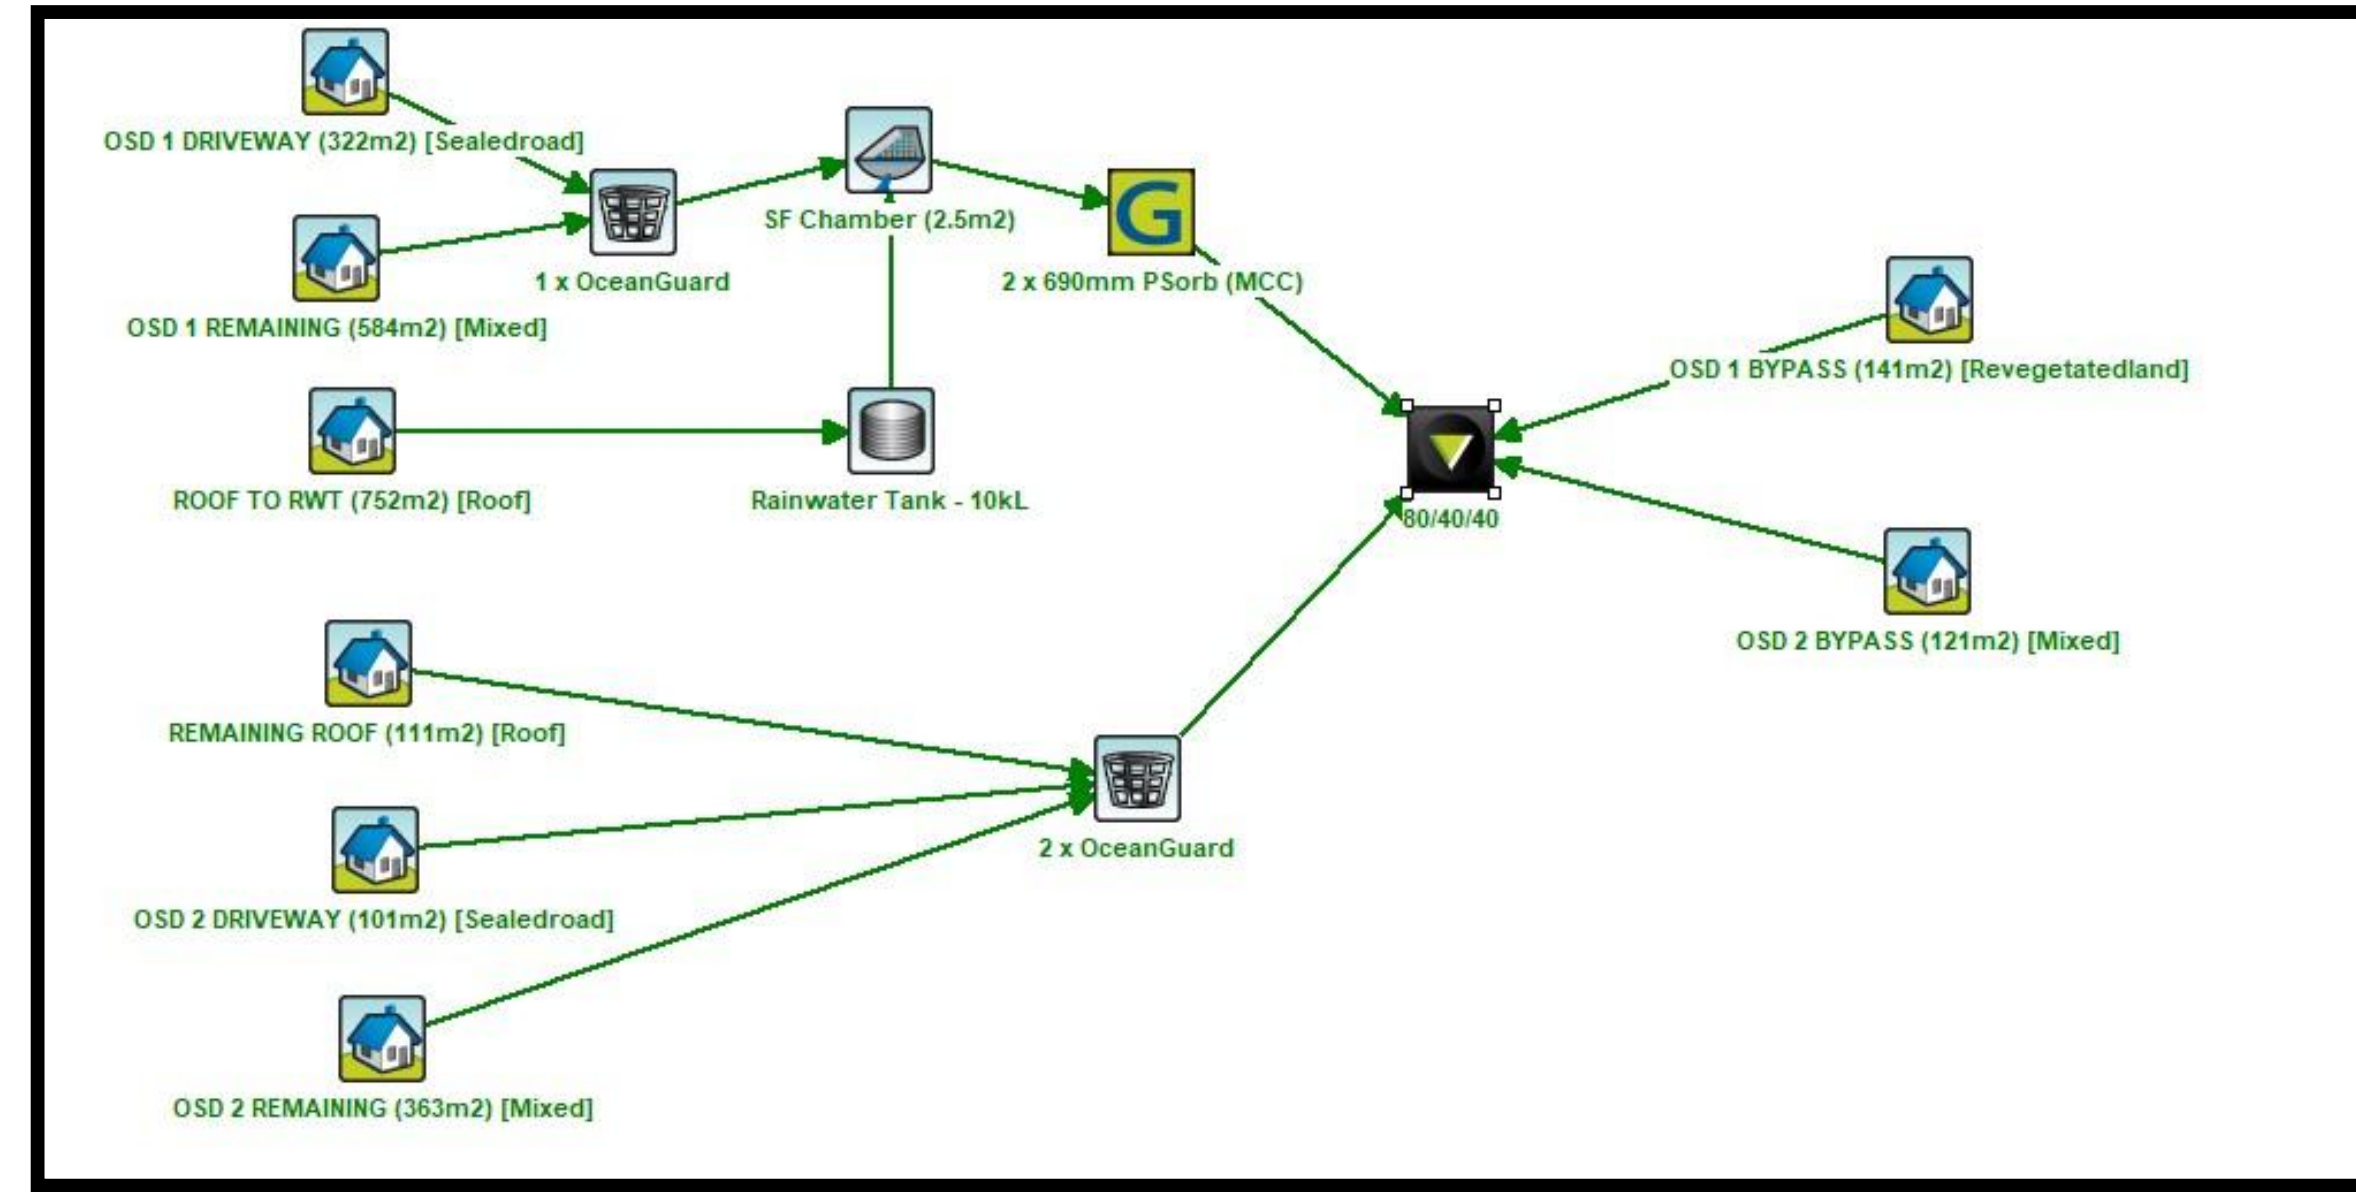 OSD 1 DRIVEWAY (322m2) [Sealedroad]
SF Chamber (2.5m2)
G
1 x OceanGuard
2 x 690mm PSorb (MCC)
OSD 1 REMAINING (584m2) [Mixed]
OSD 1 BYPASS (141m2) [Revegetatedland]
ROOF TO RWT (752m2) [Roof]
Rainwater Tank - 10kL
80/40/40
OSD 2 BYPASS (121m2) [Mixed]
REMAINING ROOF (111m2) [Roof]
2 x OceanGuard
OSD 2 DRIVEWAY (101m2) [Sealedroad]
OSD 2 REMAINING (363m2) [Mixed]